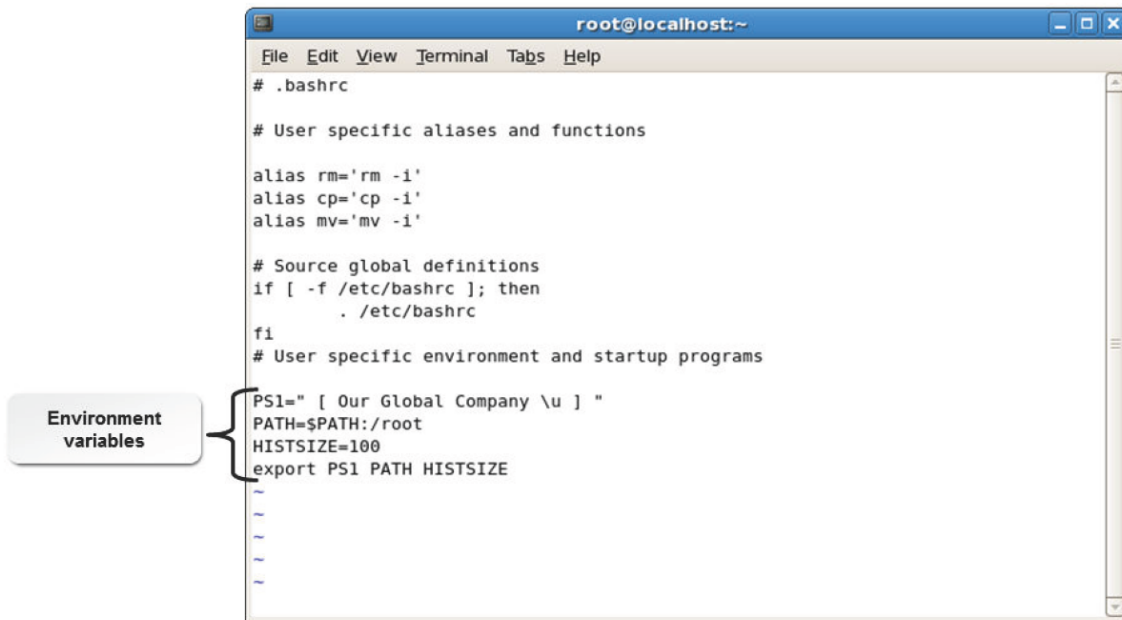 root@localhost:~
File Edit View Terminal Tabs Help
# .bashrc
# User specific aliases and functions
alias rm='rm -i'
alias cp='cp -i'
alias mv='mv -i'
# Source global definitions
if [ -f /etc/bashrc ]; then
        . /etc/bashrc
fi
# User specific environment and startup programs
PS1=" [ Our Global Company \u ] "
PATH=$PATH:/root
HISTSIZE=100
export PS1 PATH HISTSIZE
~
~
~
~
~
Environment
variables